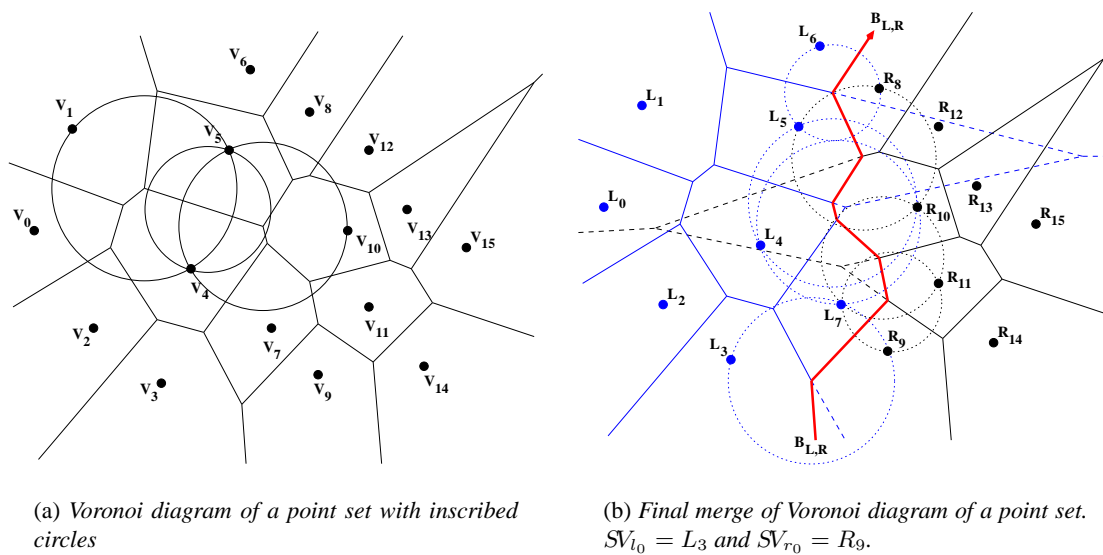 V6
V1
V5
V8
V12
V0
V10
V13
V15
V4
V2
V7
V11
V3
V9
V14
BL,R
L6
R8
L1
L5
R12
L0
R10
R13
R15
L4
L2
L7
R11
L3
R9
R14
BL,R
(a) Voronoi diagram of a point set with inscribed
circles
(b) Final merge of Voronoi diagram of a point set.
SVl0 = L3 and SVr0 = R9.